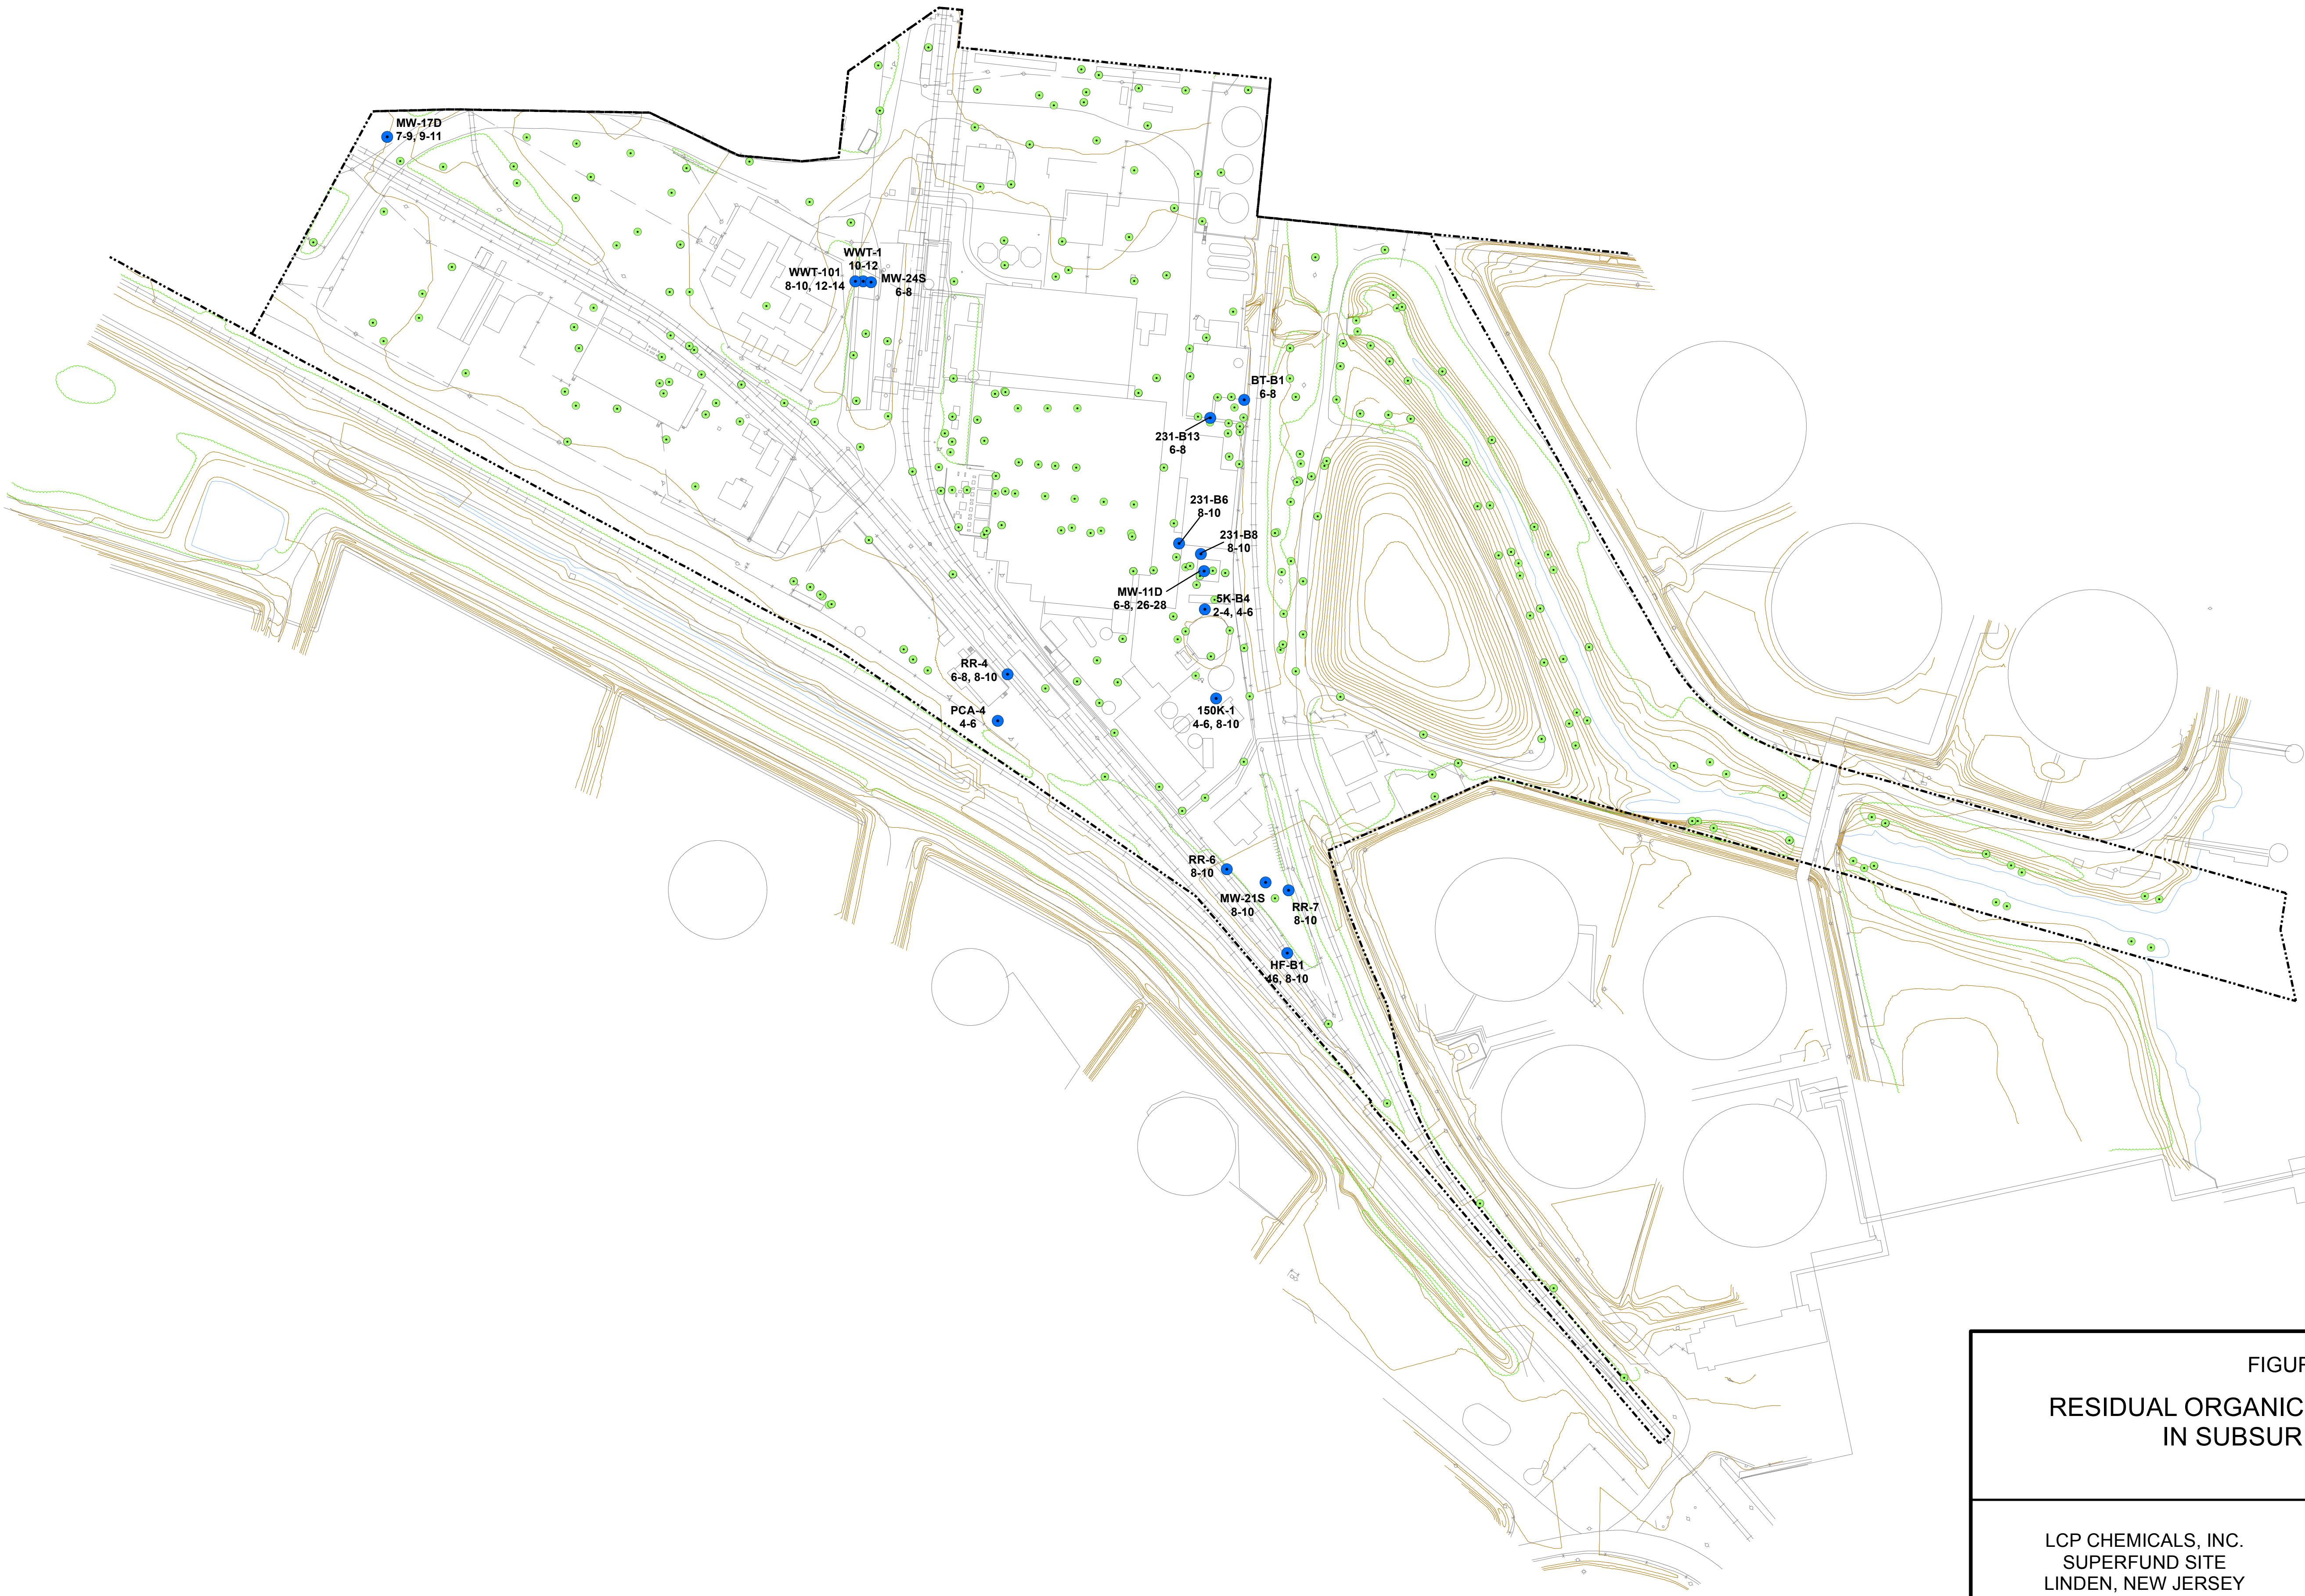 MW-17D
7-9, 9-11
WWT-1
10-12
WWT-101
8-10, 12-14
MW-24S
6-8
BT-B1
6-8
231-B13
6-8
231-B6
8-10
231-B8
8-10
MW-11D
6-8, 26-28
5K-B4
2-4, 4-6
RR-4
6-8, 8-10
PCA-4
4-6
150K-1
4-6, 8-10
RR-6
8-10
MW-21S
8-10
RR-7
8-10
HF-B1
46, 8-10
FIGUR
RESIDUAL ORGANIC
IN SUBSUR
LCP CHEMICALS, INC.
SUPERFUND SITE
LINDEN, NEW JERSEY